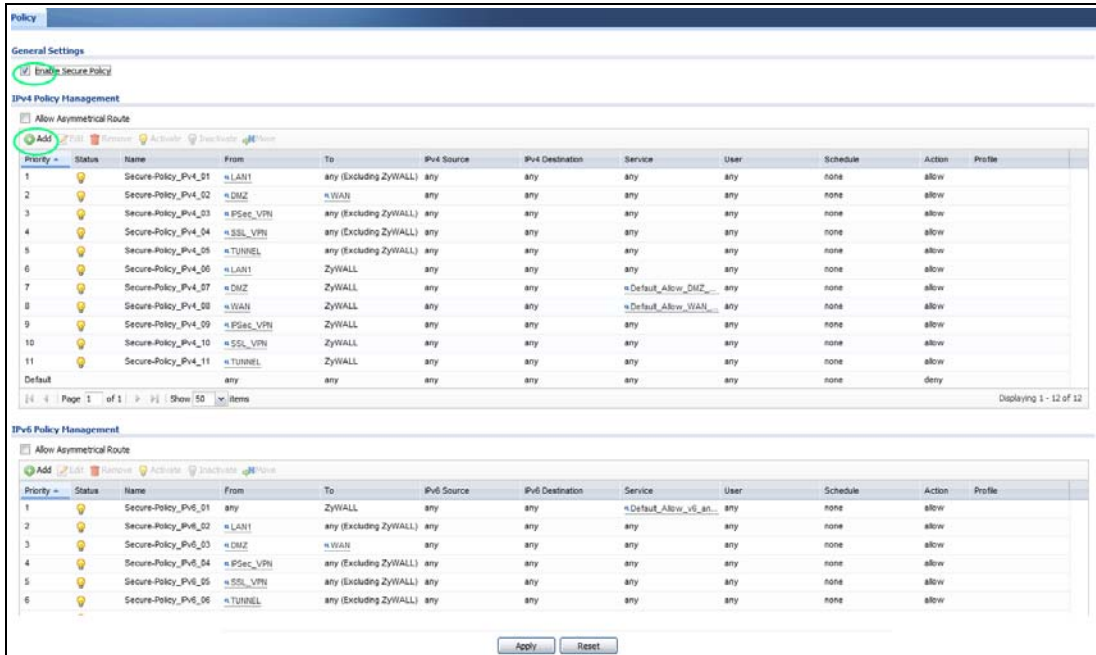 Policy
General Settings
Enable Secure Policy
IPv4 Policy Management
Allow Asymmetrical Route
Add Edit Remove Activate Inactivate Move
Priority Status Name From To IPv4 Source IPv4 Destination Service User Schedule Action Profile
1 Secure-Policy_IPv4_01 LAN1 any (Excluding ZyWALL) any any any any none allow
2 Secure-Policy_IPv4_02 DMZ WAN any any any any none allow
3 Secure-Policy_IPv4_03 IPSec_VPN any (Excluding ZyWALL) any any any any none allow
4 Secure-Policy_IPv4_04 SSL_VPN any (Excluding ZyWALL) any any any any none allow
5 Secure-Policy_IPv4_05 TUNNEL any (Excluding ZyWALL) any any any any none allow
6 Secure-Policy_IPv4_06 LAN1 ZyWALL any any any any none allow
7 Secure-Policy_IPv4_07 DMZ ZyWALL any any Default_Allow_DMZ_... any none allow
8 Secure-Policy_IPv4_08 WAN ZyWALL any any Default_Allow_WAN_... any none allow
9 Secure-Policy_IPv4_09 IPSec_VPN ZyWALL any any any any none allow
10 Secure-Policy_IPv4_10 SSL_VPN ZyWALL any any any any none allow
11 Secure-Policy_IPv4_11 TUNNEL ZyWALL any any any any none allow
Default any any any any any any none deny
Page 1 of 1 Show 50 items Displaying 1 - 12 of 12
IPv6 Policy Management
Allow Asymmetrical Route
Add Edit Remove Activate Inactivate Move
Priority Status Name From To IPv6 Source IPv6 Destination Service User Schedule Action Profile
1 Secure-Policy_IPv6_01 any ZyWALL any any Default_Allow_v6_an... any none allow
2 Secure-Policy_IPv6_02 LAN1 any (Excluding ZyWALL) any any any any none allow
3 Secure-Policy_IPv6_03 DMZ WAN any any any any none allow
4 Secure-Policy_IPv6_04 IPSec_VPN any (Excluding ZyWALL) any any any any none allow
5 Secure-Policy_IPv6_05 SSL_VPN any (Excluding ZyWALL) any any any any none allow
6 Secure-Policy_IPv6_06 TUNNEL any (Excluding ZyWALL) any any any any none allow
Apply Reset